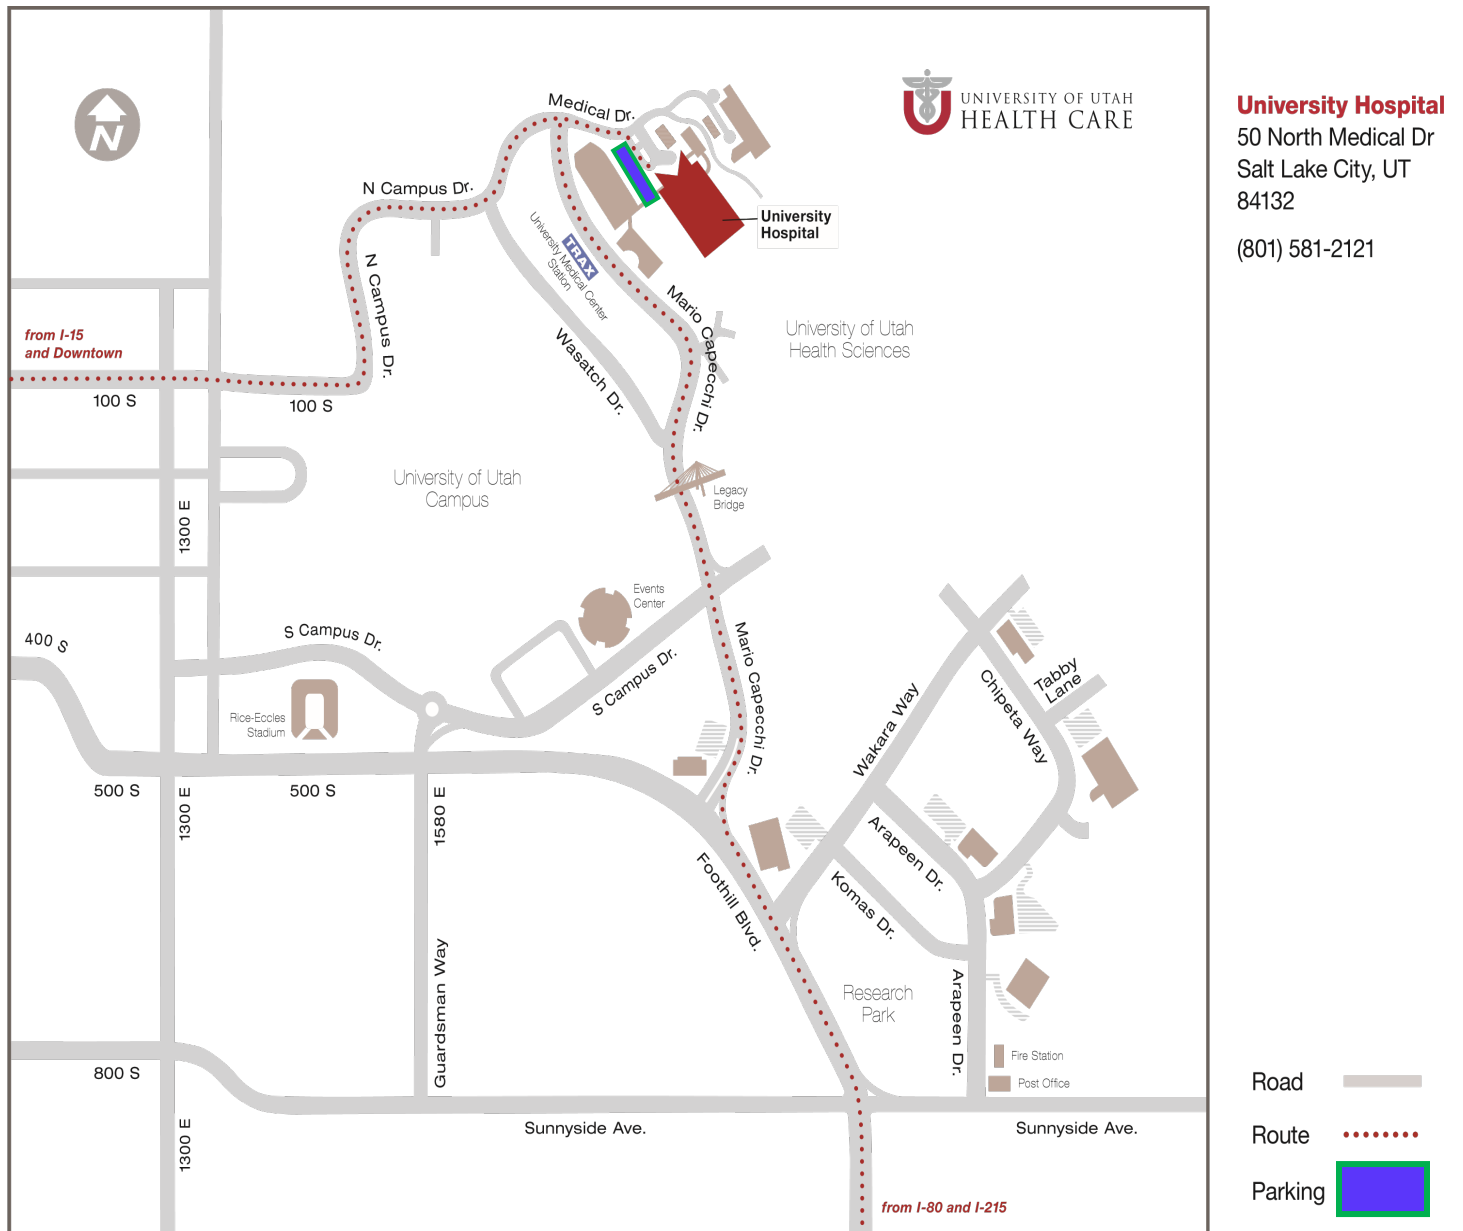 N
UNIVERSITY OF UTAH
HEALTH CARE
University Hospital
50 North Medical Dr
Salt Lake City, UT
84132
(801) 581-2121
Medical Dr.
N Campus Dr.
University
Hospital
TRAX
University Medical Center
Station
N Campus Dr.
Mario Capecchi Dr.
Wasatch Dr.
University of Utah
Health Sciences
from I-15
and Downtown
100 S
100 S
University of Utah
Campus
Legacy
Bridge
1300 E
Events
Center
400 S
S Campus Dr.
S Campus Dr.
Mario Capecchi Dr.
Rice-Eccles
Stadium
Wakara Way
Chipeta Way
Tabby
Lane
500 S
500 S
1300 E
1580 E
Foothill Blvd.
Arapeen Dr.
Komas Dr.
Guardsman Way
Research
Park
Arapeen Dr.
Fire Station
Post Office
800 S
1300 E
Sunnyside Ave.
Sunnyside Ave.
from I-80 and I-215
Road
Route
Parking